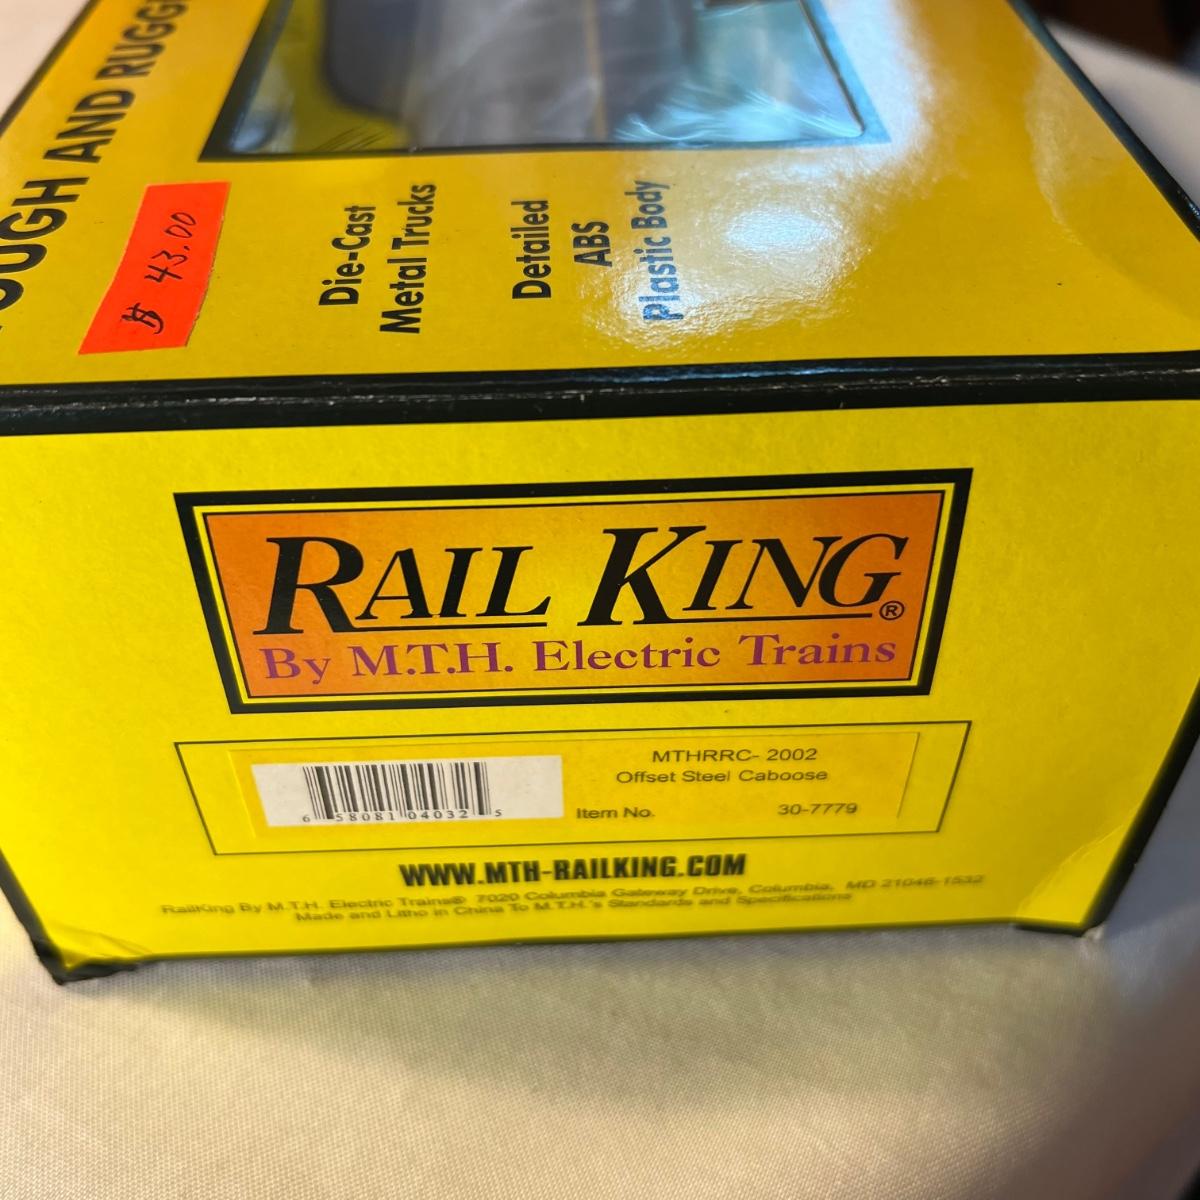 OUGH AND RUGG
$ 43.00
Die-Cast
Metal Trucks
Detailed
ABS
Plastic Body
RAIL KING®
By M.T.H. Electric Trains
6 58081 04032 5
MTHRRC- 2002
Offset Steel Caboose
Item No. 30-7779
WWW.MTH-RAILKING.COM
RailKing By M.T.H. Electric Trains® 7020 Columbia Gateway Drive, Columbia, MD 21046-1532
Made and Litho in China To M.T.H.'s Standards and Specifications